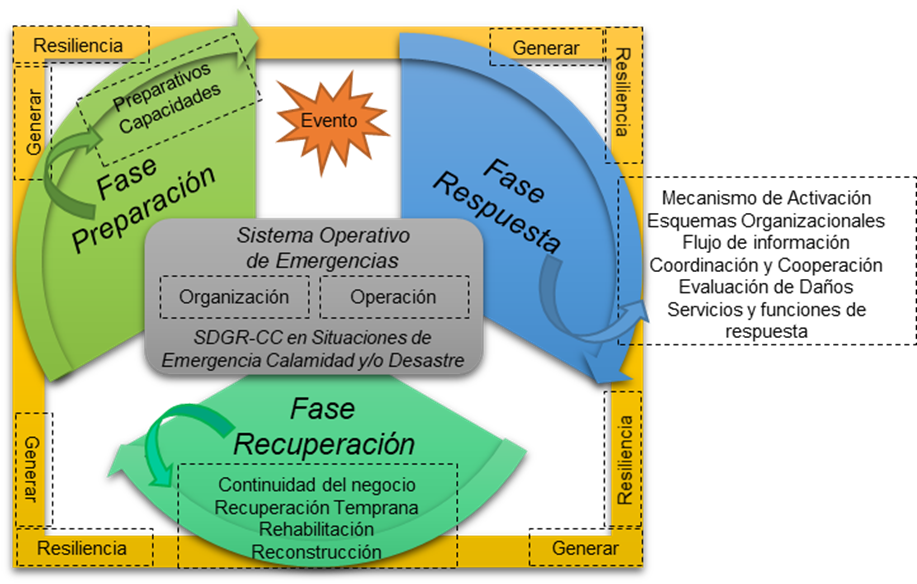 Resiliencia
Generar
Resiliencia
Generar
Preparativos
Capacidades
Fase
Preparación
Evento
Fase
Respuesta
Mecanismo de Activación
Esquemas Organizacionales
Flujo de información
Coordinación y Cooperación
Evaluación de Daños
Servicios y funciones de
respuesta
Sistema Operativo
de Emergencias
Organización
Operación
SDGR-CC en Situaciones de
Emergencia Calamidad y/o Desastre
Fase
Recuperación
Continuidad del negocio
Recuperación Temprana
Rehabilitación
Reconstrucción
Generar
Resiliencia
Resiliencia
Generar